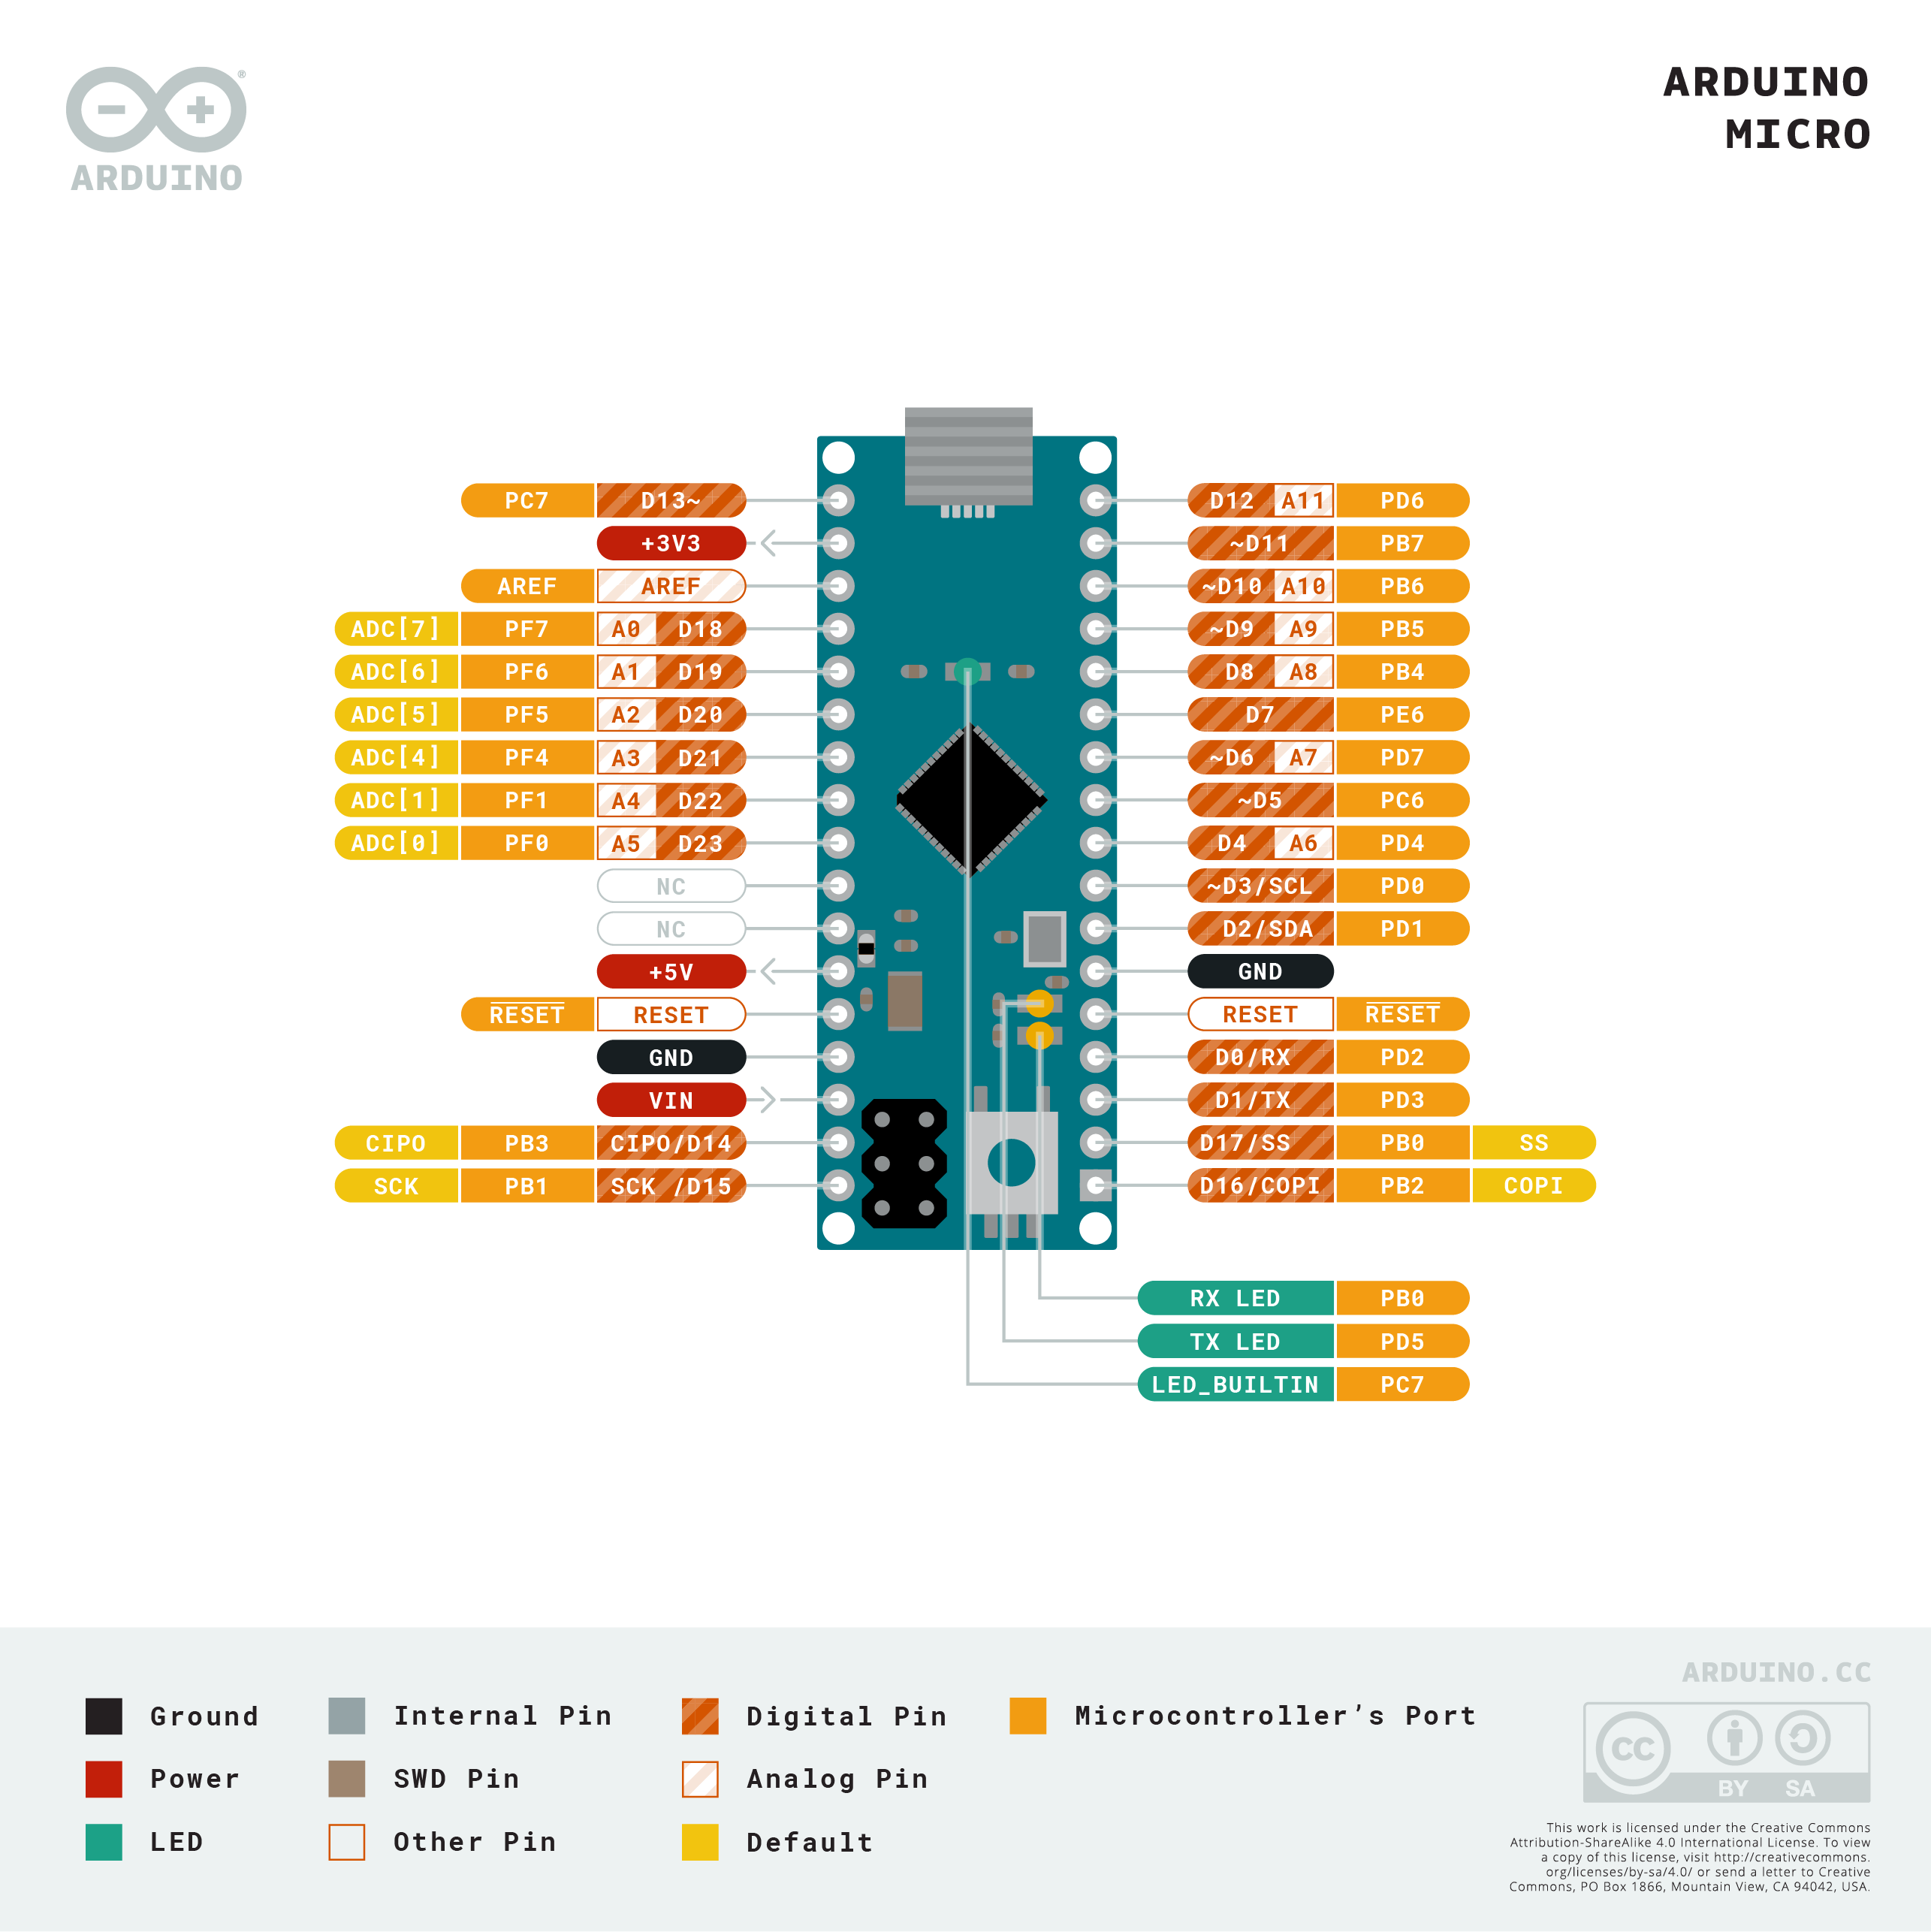 ARDUINO
MICRO
®
ARDUINO
PC7 D13~ D12 A11 PD6
+3V3 ~D11 PB7
AREF AREF ~D10 A10 PB6
ADC[7] PF7 A0 D18 ~D9 A9 PB5
ADC[6] PF6 A1 D19 D8 A8 PB4
ADC[5] PF5 A2 D20 D7 PE6
ADC[4] PF4 A3 D21 ~D6 A7 PD7
ADC[1] PF1 A4 D22 ~D5 PC6
ADC[0] PF0 A5 D23 D4 A6 PD4
NC ~D3/SCL PD0
NC D2/SDA PD1
+5V GND
RESET RESET RESET RESET
GND D0/RX PD2
VIN D1/TX PD3
CIPO PB3 CIPO/D14 D17/SS PB0 SS
SCK PB1 SCK /D15 D16/COPI PB2 COPI
RX LED PB0
TX LED PD5
LED_BUILTIN PC7
Ground Internal Pin Digital Pin Microcontroller’s Port
Power SWD Pin Analog Pin
LED Other Pin Default
ARDUINO.CC
CC
BY SA
This work is licensed under the Creative Commons
Attribution-ShareAlike 4.0 International License. To view
a copy of this license, visit http://creativecommons.
org/licenses/by-sa/4.0/ or send a letter to Creative
Commons, PO Box 1866, Mountain View, CA 94042, USA.